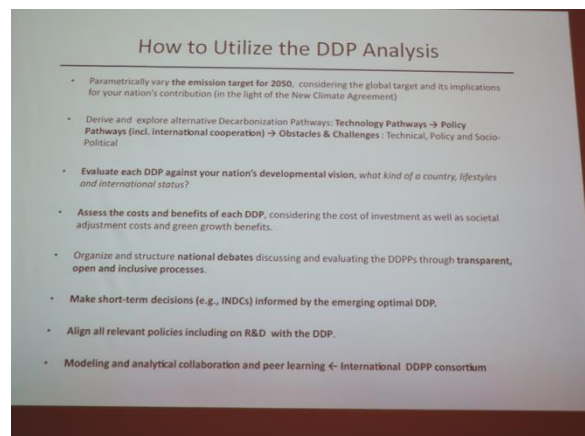 How to Utilize the DDP Analysis
• Parametrically vary the emission target for 2050, considering the global target and its implications
for your nation's contribution (in the light of the New Climate Agreement)
• Derive and explore alternative Decarbonization Pathways: Technology Pathways → Policy
Pathways (incl. international cooperation) → Obstacles & Challenges : Technical, Policy and Socio-
Political
• Evaluate each DDP against your nation's developmental vision, what kind of a country, lifestyles
and international status?
• Assess the costs and benefits of each DDP, considering the cost of investment as well as societal
adjustment costs and green growth benefits.
• Organize and structure national debates discussing and evaluating the DDPPs through transparent,
open and inclusive processes.
• Make short-term decisions (e.g., INDCs) informed by the emerging optimal DDP.
• Align all relevant policies including on R&D with the DDP.
• Modeling and analytical collaboration and peer learning ← International DDPP consortium